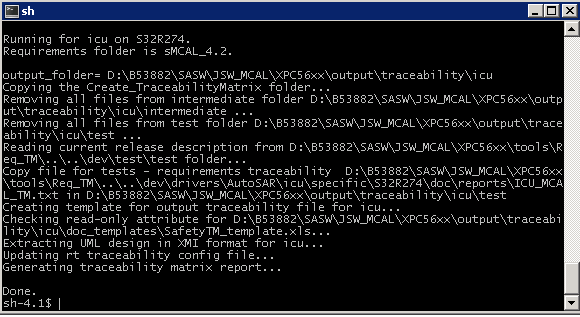 sh
Running for icu on S32R274.
Requirements folder is sMCAL_4.2.
output_folder= D:\B53882\SASW\JSW_MCAL\XPC56xx\output\traceability\icu
Copying the Create_TraceabilityMatrix folder...
Removing all files from intermediate folder D:\B53882\SASW\JSW_MCAL\XPC56xx\outp
ut\traceability\icu\intermediate ...
Removing all files from test folder D:\B53882\SASW\JSW_MCAL\XPC56xx\output\trace
ability\icu\test ...
Reading current release description from D:\B53882\SASW\JSW_MCAL\XPC56xx\tools\R
eq_TM\..\..\dev\test\test folder...
Copy file for tests - requirements traceability  D:\B53882\SASW\JSW_MCAL\XPC56xx
\tools\Req_TM\..\..\dev\drivers\AutoSAR\icu\specific\S32R274\doc\reports\ICU_MCA
L_TM.txt in D:\B53882\SASW\JSW_MCAL\XPC56xx\output\traceability\icu\test
Creating template for output traceability file for icu...
Checking read-only attribute for D:\B53882\SASW\JSW_MCAL\XPC56xx\output\traceabi
lity\icu\doc_templates\SafetyTM_template.xls...
Extracting UML design in XMI format for icu...
Updating rt traceability config file...
Generating traceability matrix report...
Done.
sh-4.1$